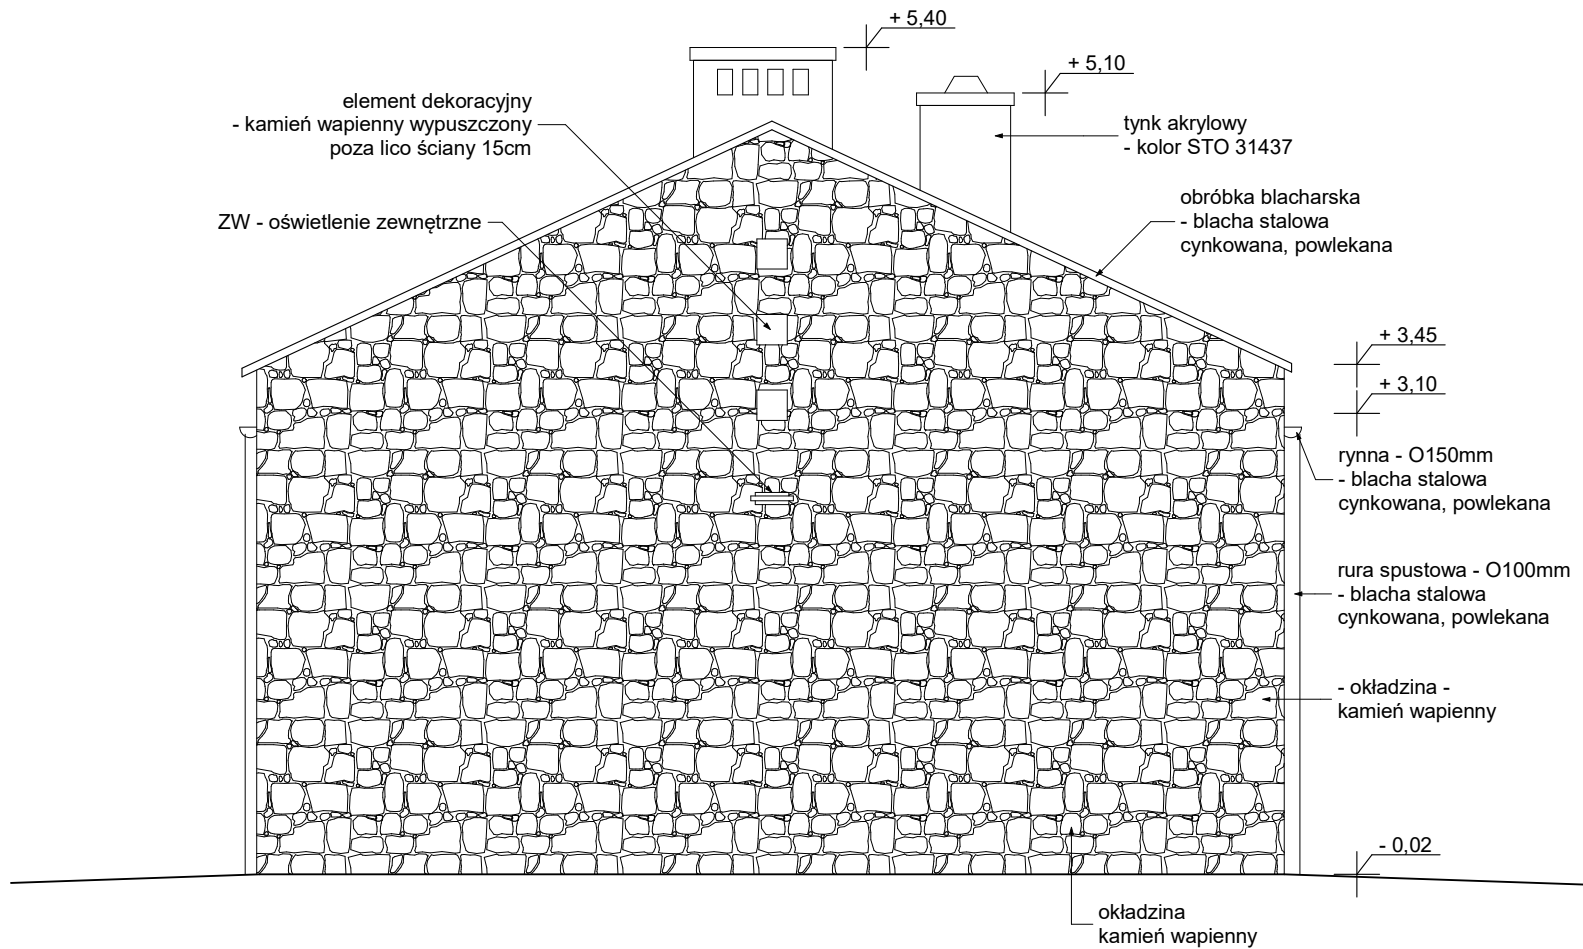 + 5,40
+ 5,10
element dekoracyjny
- kamień wapienny wypuszczony
poza lico ściany 15cm
tynk akrylowy
- kolor STO 31437
ZW - oświetlenie zewnętrzne
obróbka blacharska
- blacha stalowa
cynkowana, powlekana
+ 3,45
+ 3,10
rynna - O150mm
- blacha stalowa
cynkowana, powlekana
rura spustowa - O100mm
- blacha stalowa
cynkowana, powlekana
- okładzina -
kamień wapienny
- 0,02
okładzina
kamień wapienny